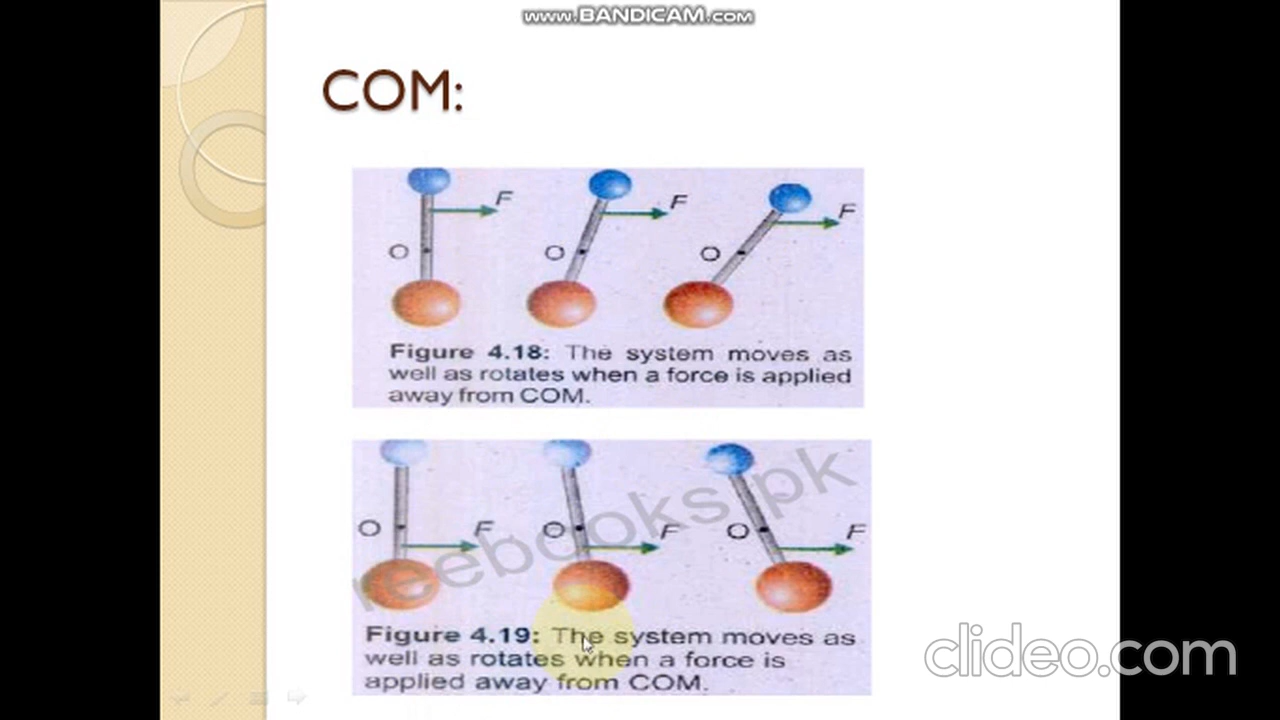 www.BANDICAM.com
COM:
F F F
O O O
Figure 4.18: The system moves as
well as rotates when a force is applied
away from COM.
reebooks.pk
O F O F O F
Figure 4.19: The system moves as
well as rotates when a force is
applied away from COM.
clideo.com